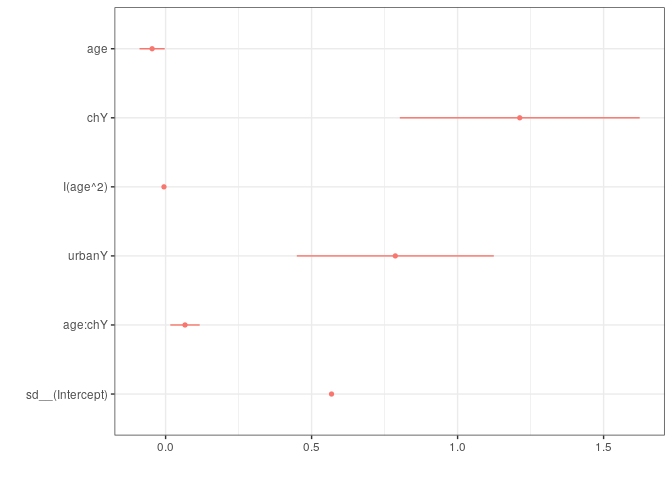 age
chY
I(age^2)
urbanY
age:chY
sd__(Intercept)
0.0 0.5 1.0 1.5